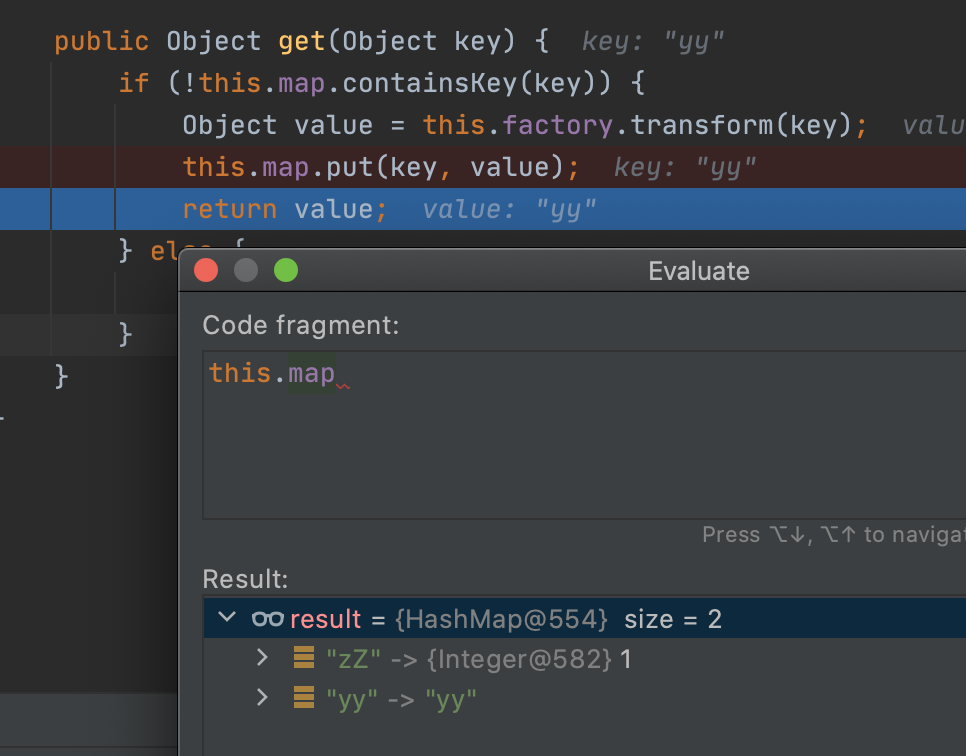 public Object get(Object key) {  key: "yy"
if (!this.map.containsKey(key)) {
Object value = this.factory.transform(key);  valu
this.map.put(key, value);  key: "yy"
return value;  value: "yy"
} else {
}
}
Evaluate
Code fragment:
this.map
Press ⌥↓, ⌥↑ to navigat
Result:
result = {HashMap@554}  size = 2
"zZ" -> {Integer@582} 1
"yy" -> "yy"